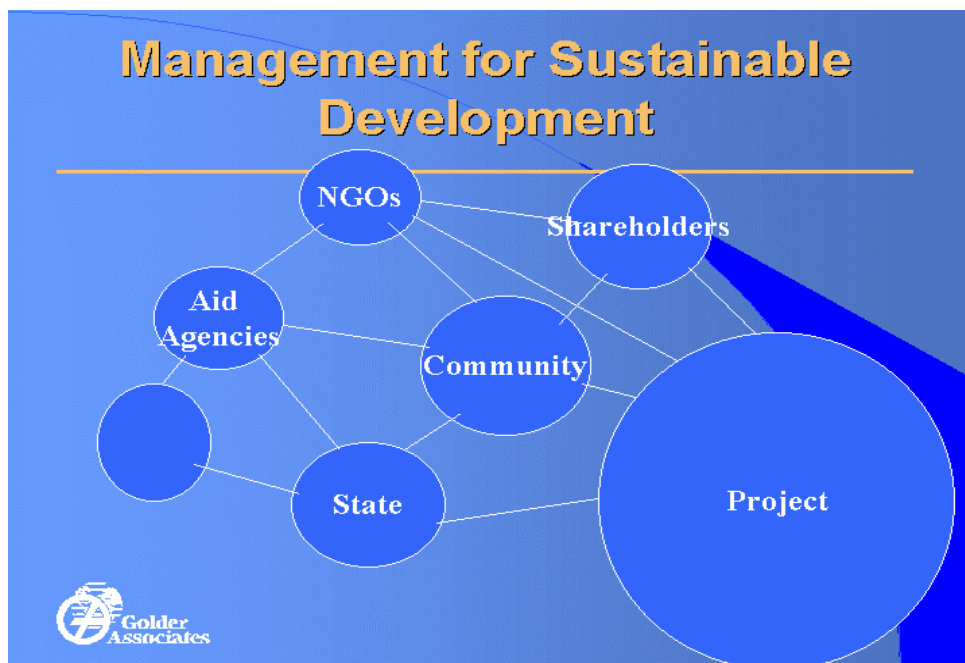 Management for Sustainable
Development
NGOs
Shareholders
Aid
Agencies
Community
State
Project
Golder
Associates